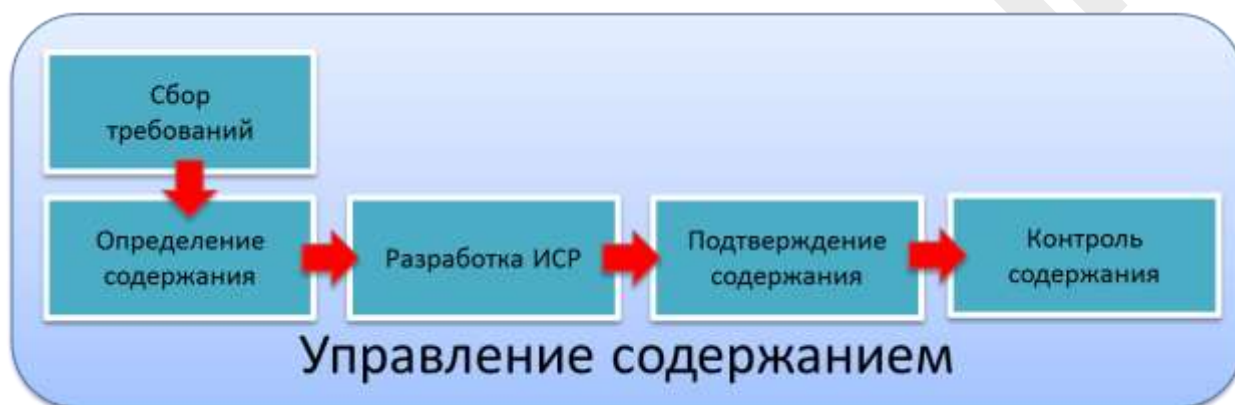 Сбор
требований
Определение
содержания
Разработка ИСР
Подтверждение
содержания
Контроль
содержания
Управление содержанием